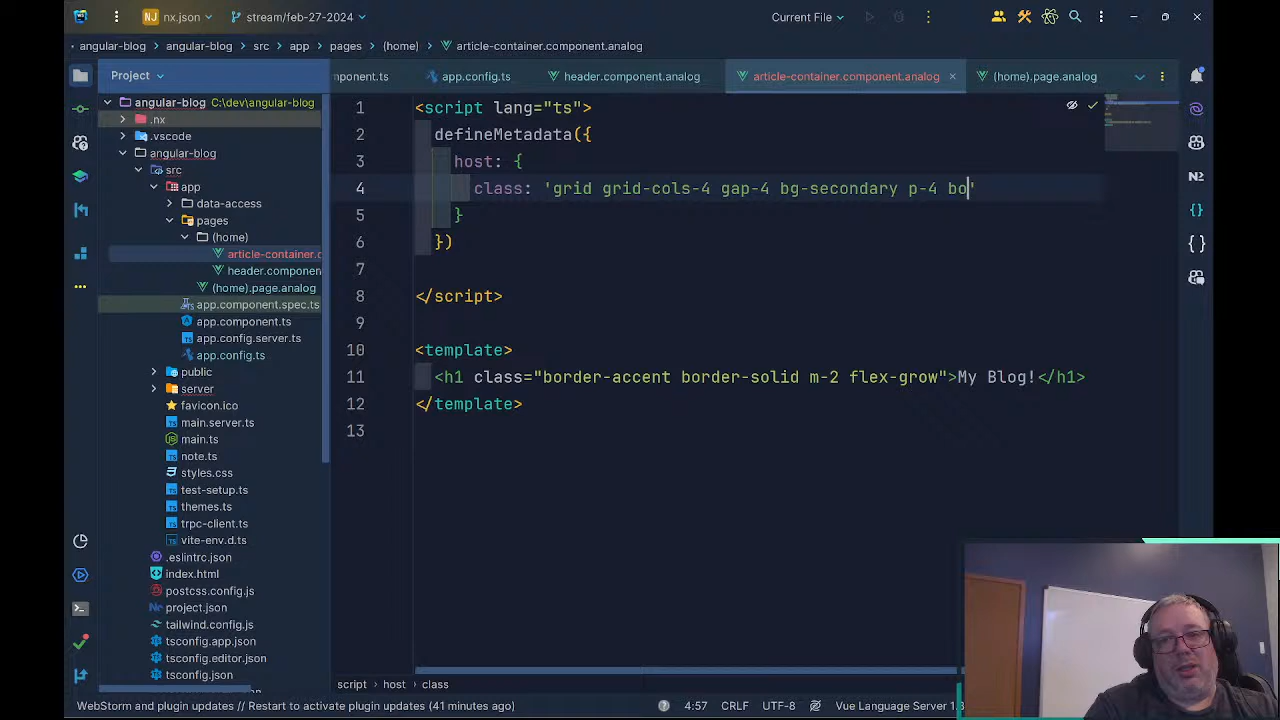 NJ nx.json
stream/feb-27-2024
Current File
angular-blog
angular-blog
src
app
pages
(home)
article-container.component.analog
Project
mponent.ts
app.config.ts
header.component.analog
article-container.component.analog
(home).page.analog
angular-blog C:\dev\angular-blog
.nx
.vscode
angular-blog
src
app
data-access
pages
(home)
article-container.c
header.componen
(home).page.analog
app.component.spec.ts
app.component.ts
app.config.server.ts
app.config.ts
public
server
favicon.ico
main.server.ts
main.ts
note.ts
styles.css
test-setup.ts
themes.ts
trpc-client.ts
vite-env.d.ts
.eslintrc.json
index.html
postcss.config.js
project.json
tailwind.config.js
tsconfig.app.json
tsconfig.editor.json
tsconfig.json
1 <script lang="ts">
2 defineMetadata({
3 host: {
4 class: 'grid grid-cols-4 gap-4 bg-secondary p-4 bo'
5 }
6 })
7
8 </script>
9
10 <template>
11 <h1 class="border-accent border-solid m-2 flex-grow">My Blog!</h1>
12 </template>
13
N2
script
host
class
WebStorm and plugin updates // Restart to activate plugin updates (41 minutes ago)
4:57
CRLF
UTF-8
Vue Language Server